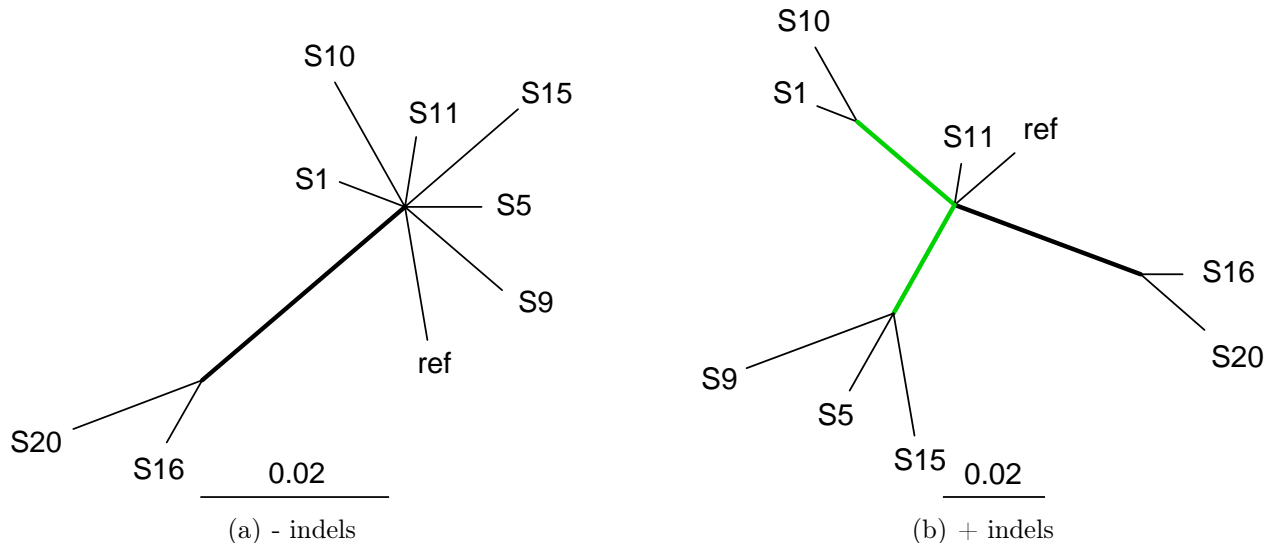 S10
S15
S11
S1
S5
S9
ref
S20
S16
0.02
(a) - indels
S10
S1
S11
ref
S16
S20
S9
S5
S15
0.02
(b) + indels